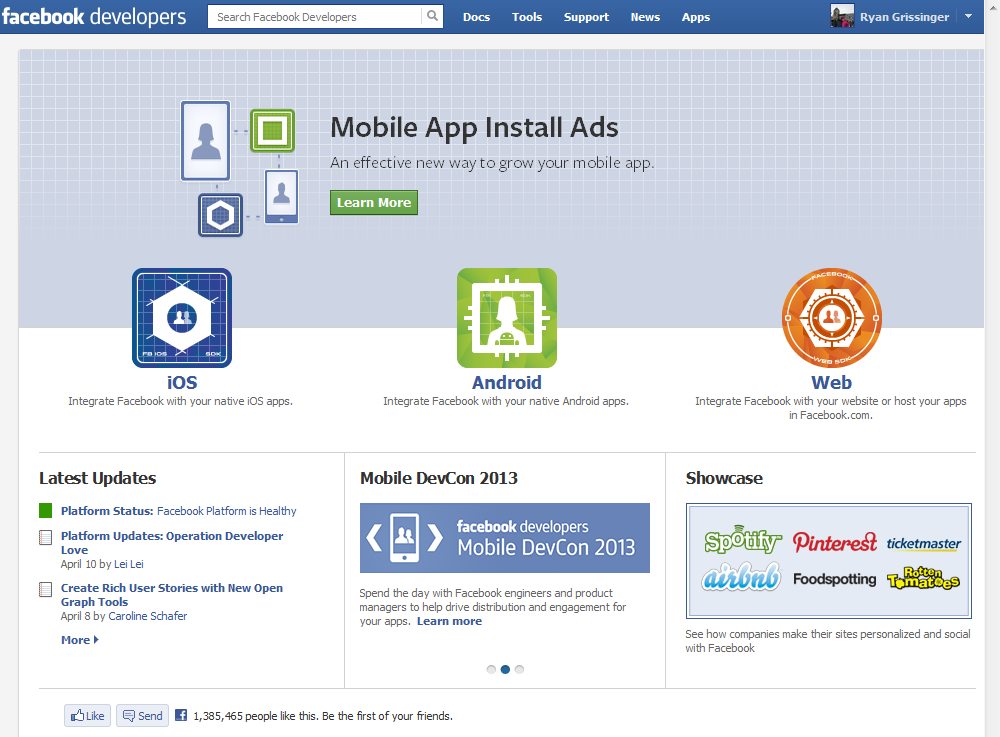 facebook developers
Search Facebook Developers
Docs Tools Support News Apps
Ryan Grissinger
Mobile App Install Ads
An effective new way to grow your mobile app.
Learn More
FB IOS SDK
FACEBOOK
WEB SDK
iOS
Integrate Facebook with your native iOS apps.
Android
Integrate Facebook with your native Android apps.
Web
Integrate Facebook with your website or host your apps
in Facebook.com.
Latest Updates
Platform Status: Facebook Platform is Healthy
Platform Updates: Operation Developer
Love
April 10 by Lei Lei
Create Rich User Stories with New Open
Graph Tools
April 8 by Caroline Schafer
More
Mobile DevCon 2013
facebook developers
Mobile DevCon 2013
Spend the day with Facebook engineers and product
managers to help drive distribution and engagement for
your apps. Learn more
Showcase
Spotify Pinterest ticketmaster
airbnb Foodspotting Rotten
Tomatoes
See how companies make their sites personalized and social
with Facebook
Like Send 1,385,465 people like this. Be the first of your friends.